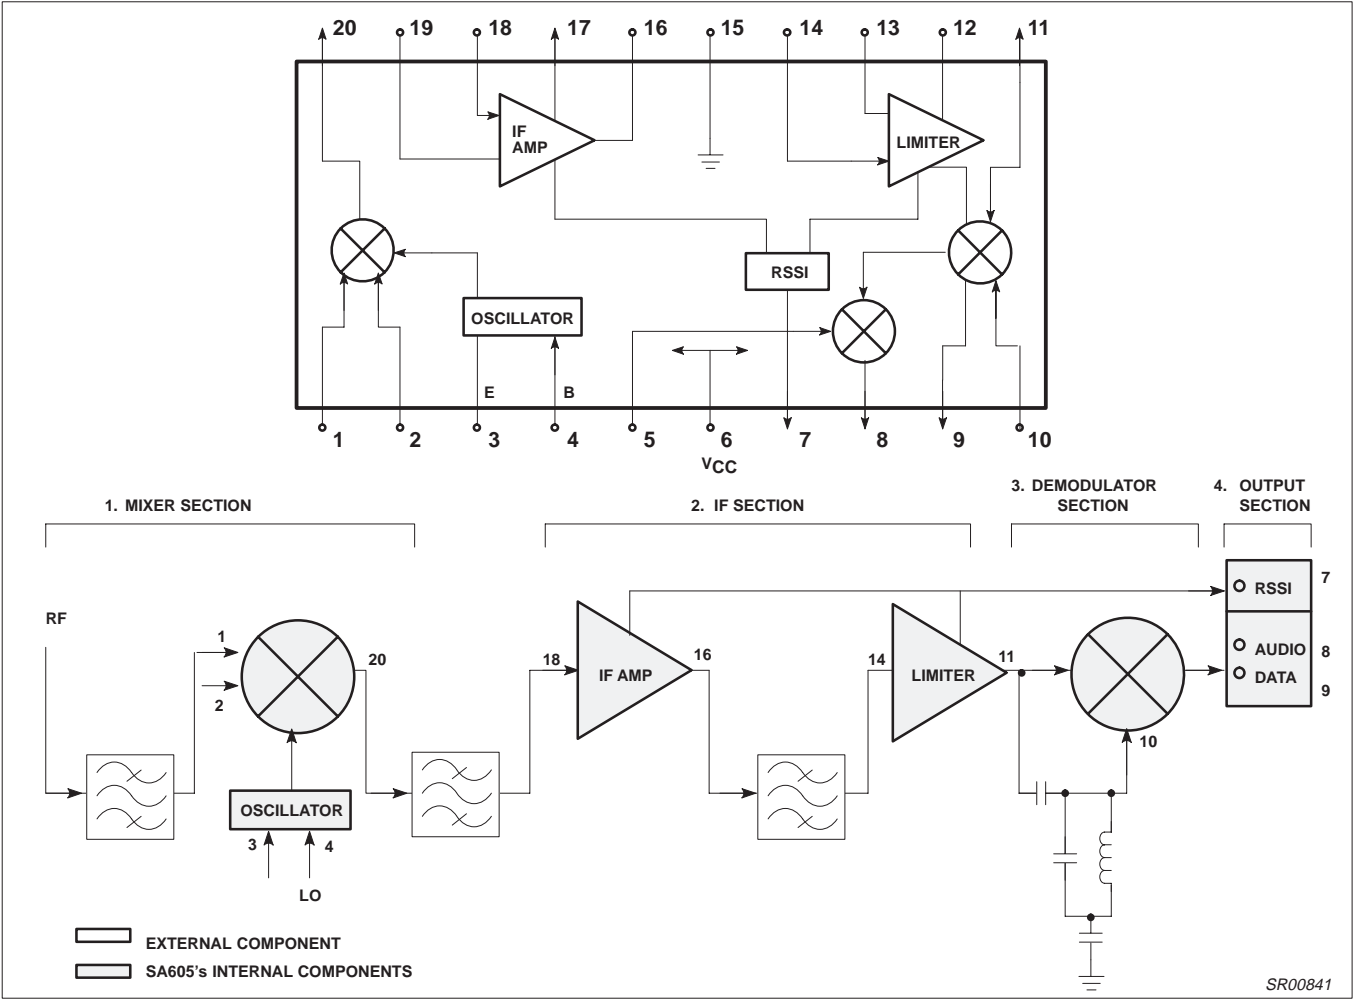 20 19 18 17 16 15 14 13 12 11
IF
AMP
LIMITER
RSSI
OSCILLATOR
E B
1 2 3 4 5 6 7 8 9 10
VCC
1. MIXER SECTION
2. IF SECTION
3. DEMODULATOR
SECTION
4. OUTPUT
SECTION
RF
1
2
20
OSCILLATOR
3 4
LO
18
IF AMP
16
14
LIMITER
11
10
RSSI 7
AUDIO 8
DATA
9
EXTERNAL COMPONENT
SA605's INTERNAL COMPONENTS
SR00841